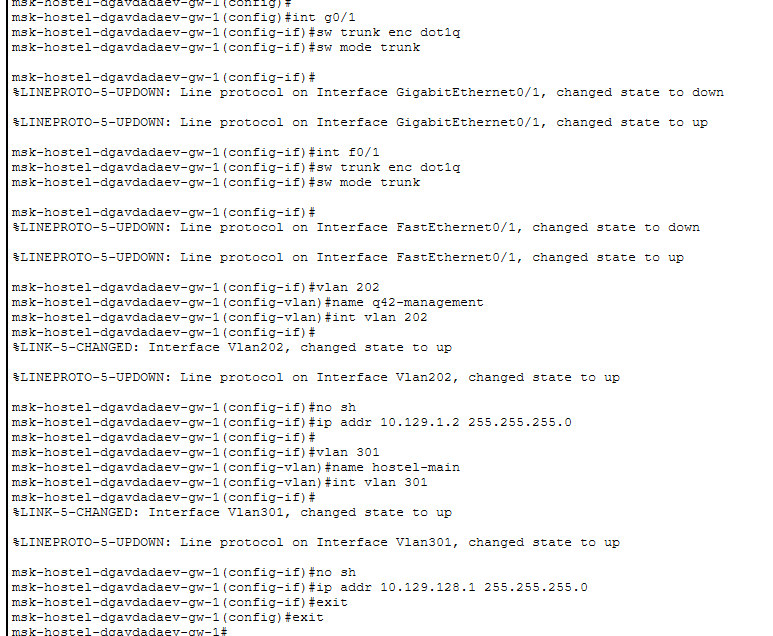 msk-hostel-dgavdadaev-gw-1(config)#
msk-hostel-dgavdadaev-gw-1(config)#int g0/1
msk-hostel-dgavdadaev-gw-1(config-if)#sw trunk enc dot1q
msk-hostel-dgavdadaev-gw-1(config-if)#sw mode trunk
msk-hostel-dgavdadaev-gw-1(config-if)#
%LINEPROTO-5-UPDOWN: Line protocol on Interface GigabitEthernet0/1, changed state to down
%LINEPROTO-5-UPDOWN: Line protocol on Interface GigabitEthernet0/1, changed state to up
msk-hostel-dgavdadaev-gw-1(config-if)#int f0/1
msk-hostel-dgavdadaev-gw-1(config-if)#sw trunk enc dot1q
msk-hostel-dgavdadaev-gw-1(config-if)#sw mode trunk
msk-hostel-dgavdadaev-gw-1(config-if)#
%LINEPROTO-5-UPDOWN: Line protocol on Interface FastEthernet0/1, changed state to down
%LINEPROTO-5-UPDOWN: Line protocol on Interface FastEthernet0/1, changed state to up
msk-hostel-dgavdadaev-gw-1(config-if)#vlan 202
msk-hostel-dgavdadaev-gw-1(config-vlan)#name q42-management
msk-hostel-dgavdadaev-gw-1(config-vlan)#int vlan 202
msk-hostel-dgavdadaev-gw-1(config-if)#
%LINK-5-CHANGED: Interface Vlan202, changed state to up
%LINEPROTO-5-UPDOWN: Line protocol on Interface Vlan202, changed state to up
msk-hostel-dgavdadaev-gw-1(config-if)#no sh
msk-hostel-dgavdadaev-gw-1(config-if)#ip addr 10.129.1.2 255.255.255.0
msk-hostel-dgavdadaev-gw-1(config-if)#
msk-hostel-dgavdadaev-gw-1(config-if)#vlan 301
msk-hostel-dgavdadaev-gw-1(config-vlan)#name hostel-main
msk-hostel-dgavdadaev-gw-1(config-vlan)#int vlan 301
msk-hostel-dgavdadaev-gw-1(config-if)#
%LINK-5-CHANGED: Interface Vlan301, changed state to up
%LINEPROTO-5-UPDOWN: Line protocol on Interface Vlan301, changed state to up
msk-hostel-dgavdadaev-gw-1(config-if)#no sh
msk-hostel-dgavdadaev-gw-1(config-if)#ip addr 10.129.128.1 255.255.255.0
msk-hostel-dgavdadaev-gw-1(config-if)#exit
msk-hostel-dgavdadaev-gw-1(config)#exit
msk-hostel-dgavdadaev-gw-1#